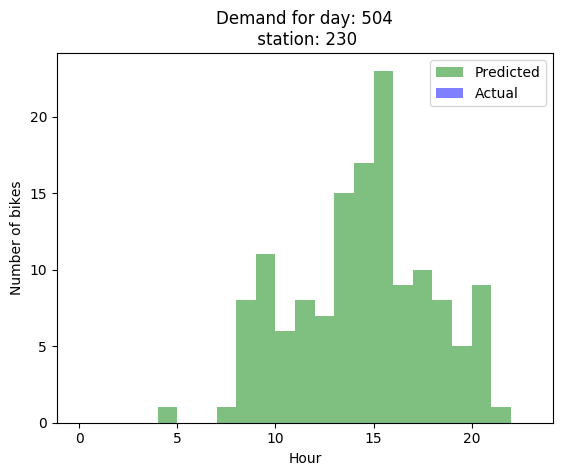 Demand for day: 504
station: 230
Predicted
Actual
Number of bikes
20
15
10
5
0
0
5
10
15
20
Hour